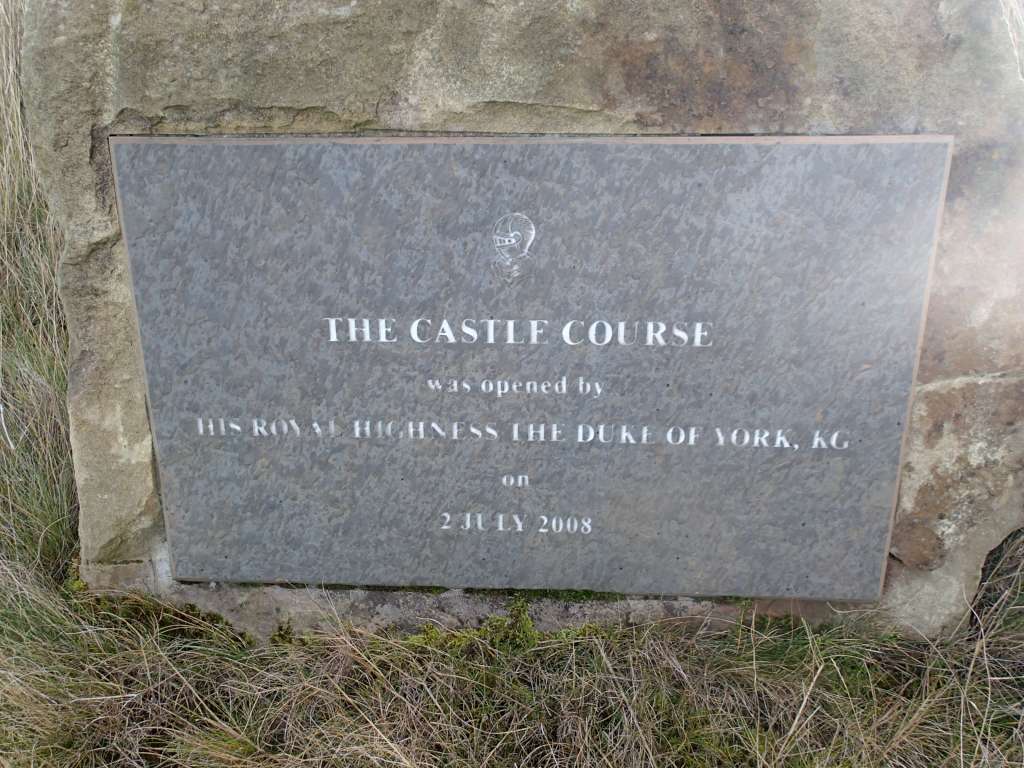 THE CASTLE COURSE
was opened by
HIS ROYAL HIGHNESS THE DUKE OF YORK, KG
on
2 JULY 2008